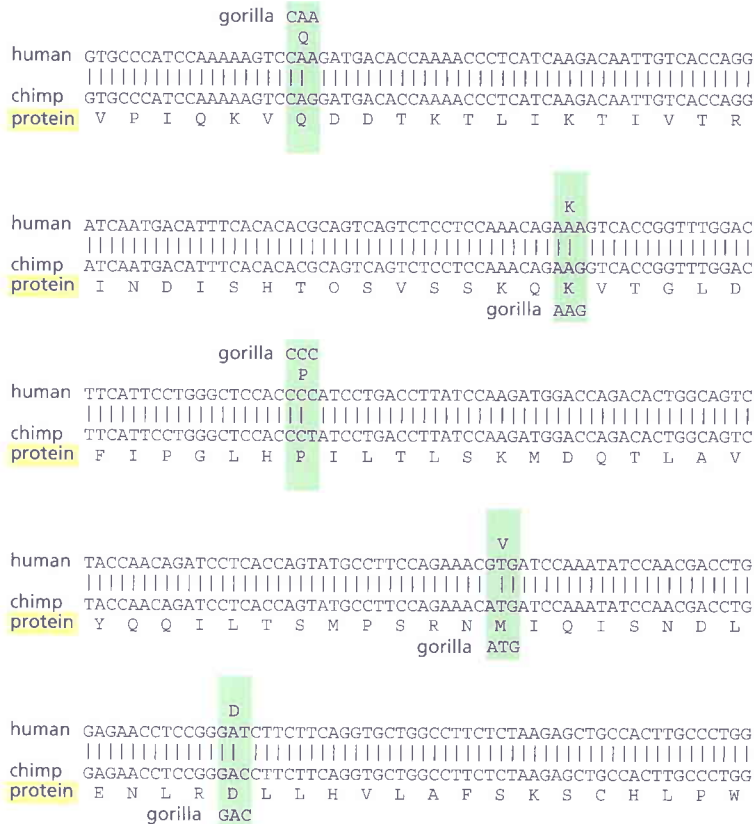 gorilla CAA
Q
human GTGCCCATCCAAAAAGTCCAAGATGACACCAAAACCCTCATCAAGACAATTGTCACCAGG
chimp GTGCCCATCCAAAAAGTCCAGGATGACACCAAAACCCTCATCAAGACAATTGTCACCAGG
protein V P I Q K V Q D D T K T L I K T I V T R
K
human ATCAATGACATTTCACACACGCAGTCAGTCTCCTCCAAACAGAAAGTCACCGGTTTGGAC
chimp ATCAATGACATTTCACACACGCAGTCAGTCTCCTCCAAACAGAAGGTCACCGGTTTGGAC
protein I N D I S H T O S V S S K Q K V T G L D
gorilla AAG
gorilla CCC
P
human TTCATTCCTGGGCTCCACCCCATCCTGACCTTATCCAAGATGGACCAGACACTGGCAGTC
chimp TTCATTCCTGGGCTCCACCCTATCCTGACCTTATCCAAGATGGACCAGACACTGGCAGTC
protein F I P G L H P I L T L S K M D Q T L A V
V
human TACCAACAGATCCTCACCAGTATGCCTTCCAGAAACGTGATCCAAATATCCAACGACCTG
chimp TACCAACAGATCCTCACCAGTATGCCTTCCAGAAACATGATCCAAATATCCAACGACCTG
protein Y Q Q I L T S M P S R N M I Q I S N D L
gorilla ATG
D
human GAGAACCTCCGGGATCTTCTTCAGGTGCTGGCCTTCTCTAAGAGCTGCCACTTGCCCTGG
chimp GAGAACCTCCGGGACCTTCTTCAGGTGCTGGCCTTCTCTAAGAGCTGCCACTTGCCCTGG
protein E N L R D L L H V L A F S K S C H L P W
gorilla GAC